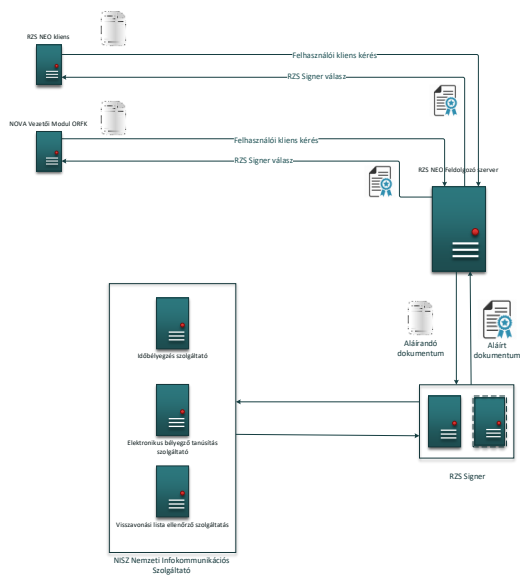 RZS NEO kliens
Felhasználói kliens kérés
RZS Signer válasz
NOVA Vezetői Modul ORFK
Felhasználói kliens kérés
RZS Signer válasz
RZS NEO Feldolgozó szerver
Aláírandó
dokumentum
Aláírt
dokumentum
Időbélyegzés szolgáltató
Elektronikus bélyegző tanúsítás
szolgáltató
Visszavonási lista ellenőrző szolgáltatás
RZS Signer
NISZ Nemzeti Infokommunikációs
Szolgáltató